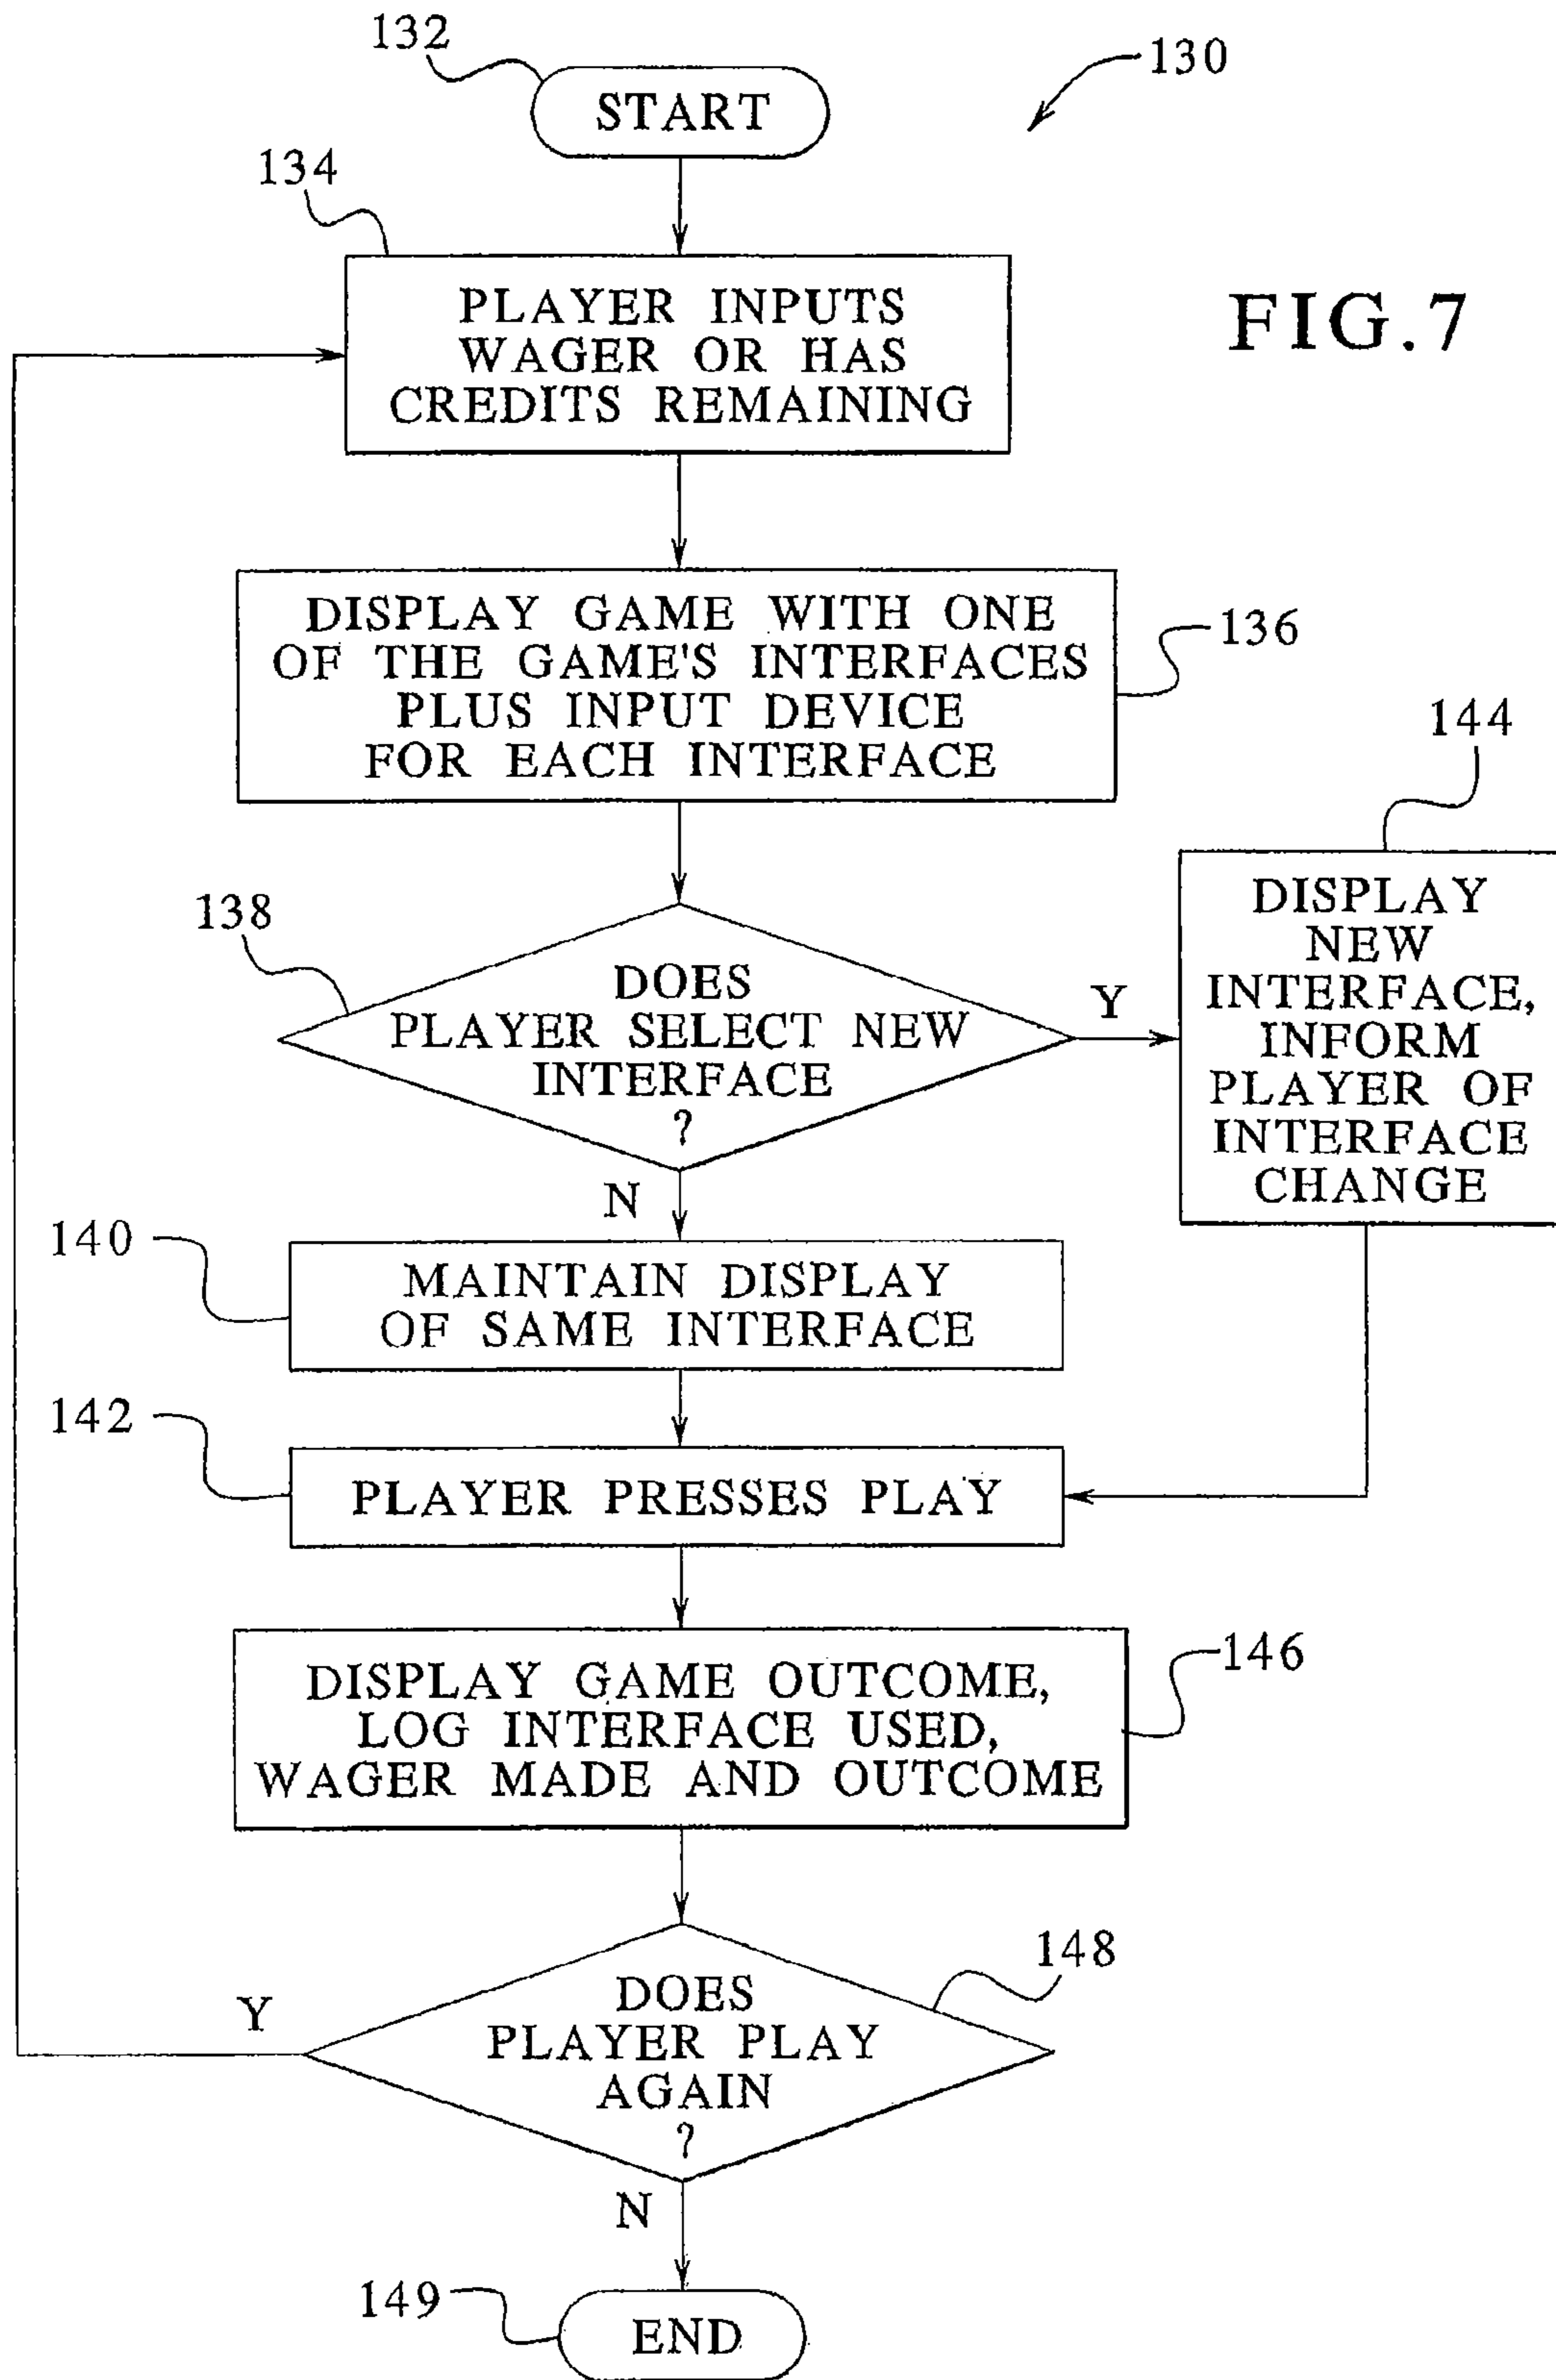 132
130
START
134
FIG.7
PLAYER INPUTS
WAGER OR HAS
CREDITS REMAINING
DISPLAY GAME WITH ONE
OF THE GAME'S INTERFACES
PLUS INPUT DEVICE
FOR EACH INTERFACE
136
144
DISPLAY
NEW
INTERFACE,
INFORM
PLAYER OF
INTERFACE
CHANGE
138
DOES
PLAYER SELECT NEW
INTERFACE
?
Y
N
140
MAINTAIN DISPLAY
OF SAME INTERFACE
142
PLAYER PRESSES PLAY
DISPLAY GAME OUTCOME,
LOG INTERFACE USED,
WAGER MADE AND OUTCOME
146
148
DOES
PLAYER PLAY
AGAIN
?
Y
N
149
END